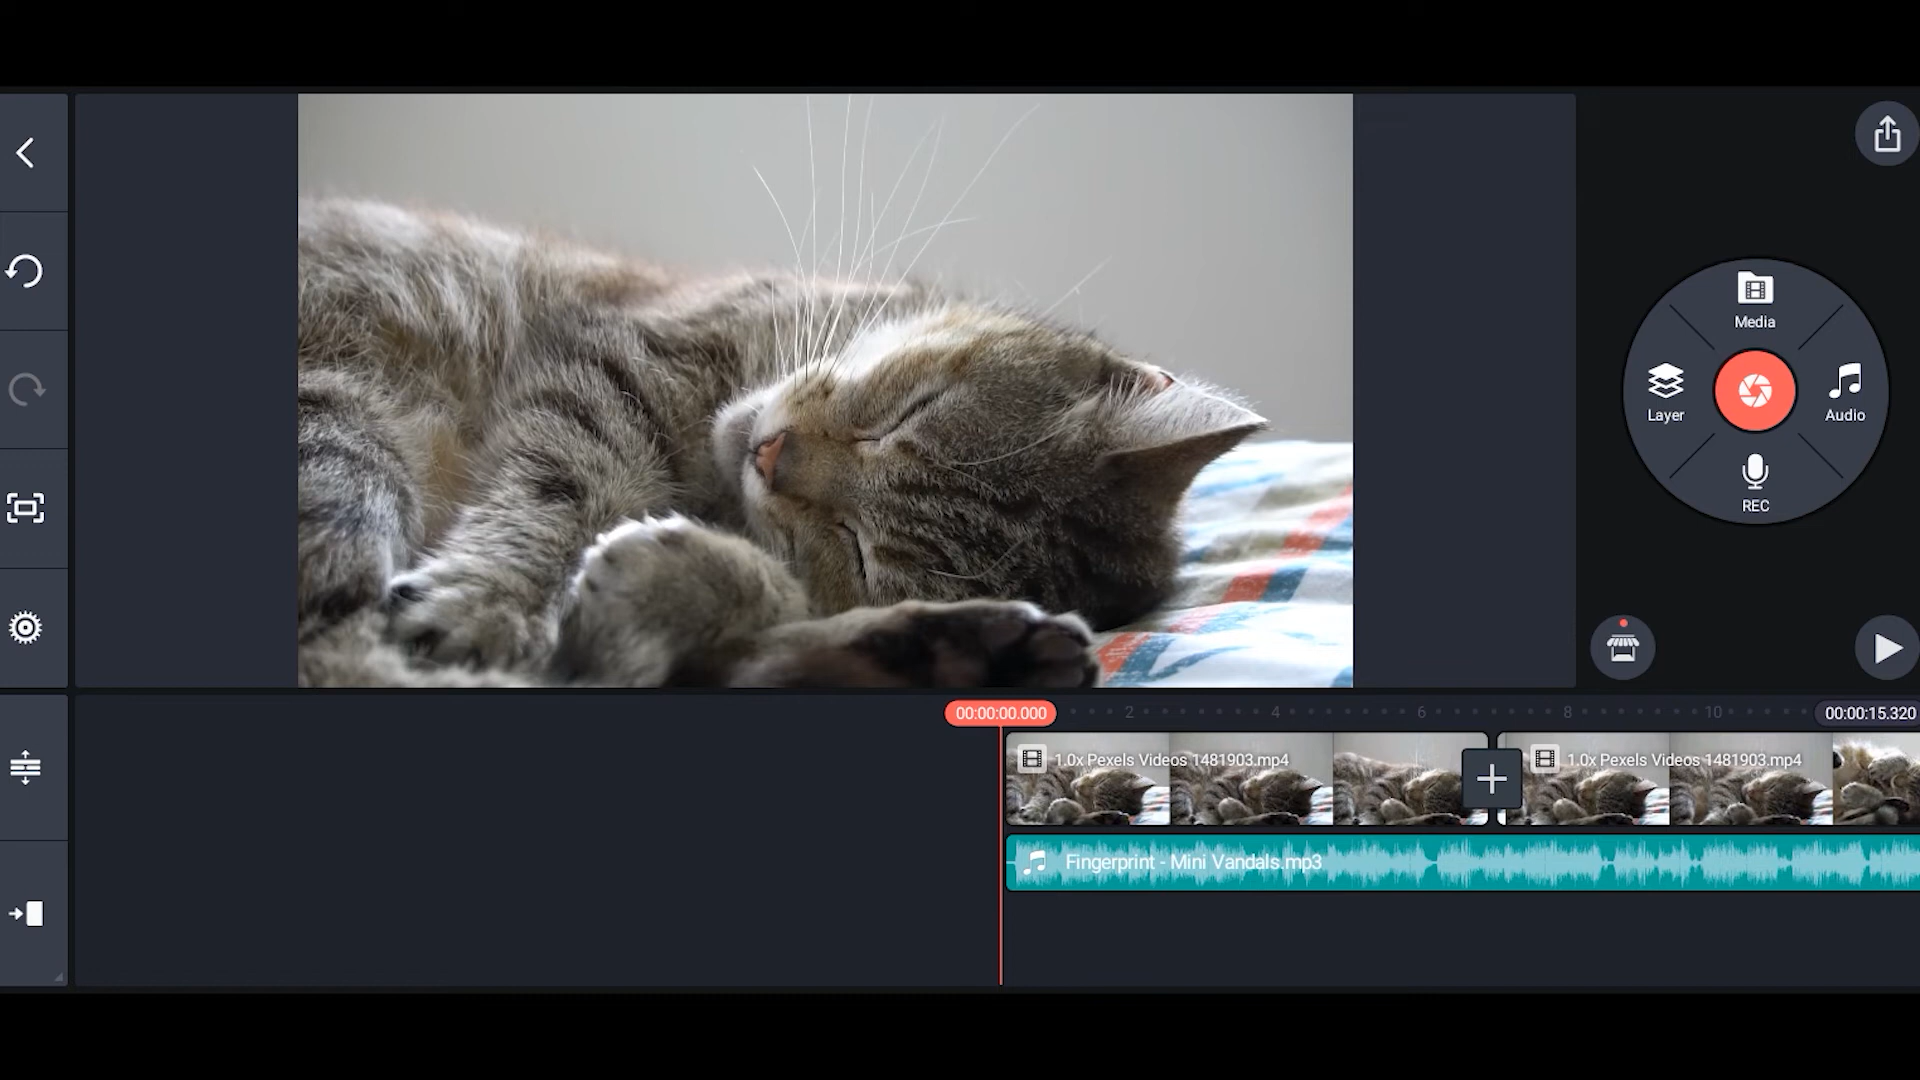 Media
Layer
Audio
REC
00:00:00.000
2
4
6
8
10
00:00:15.320
1.0x Pexels Videos 1481903.mp4
1.0x Pexels Videos 1481903.mp4
Fingerprint - Mini Vandals.mp3